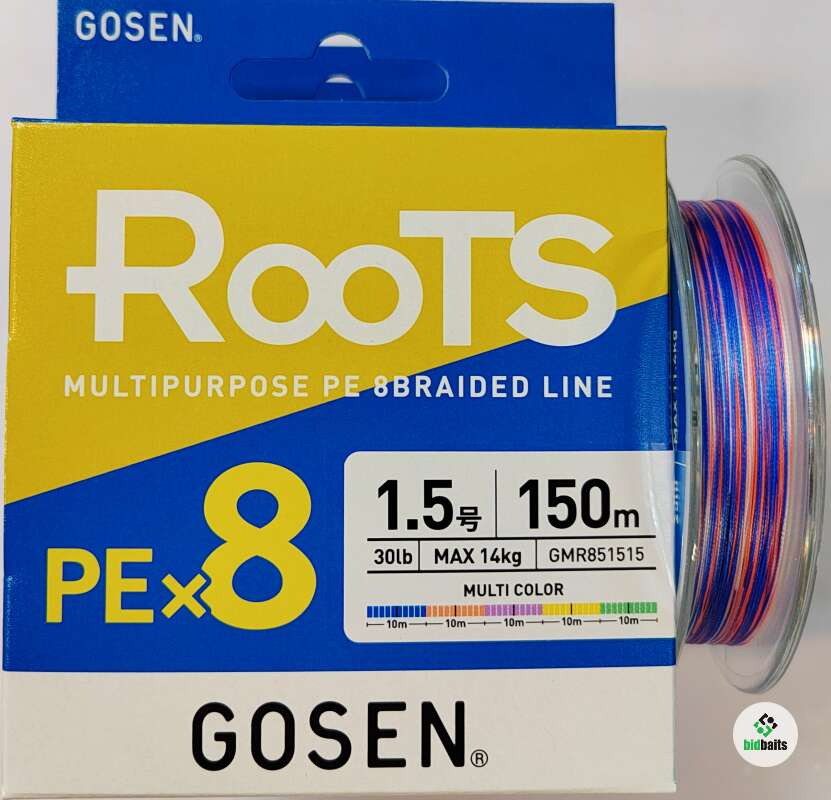 GOSEN®
RooTS
MULTIPURPOSE PE 8BRAIDED LINE
PE×8
1.5号 150m
30lb MAX 14kg GMR851515
MULTI COLOR
10m 10m 10m 10m 10m
GOSEN®
bidbaits